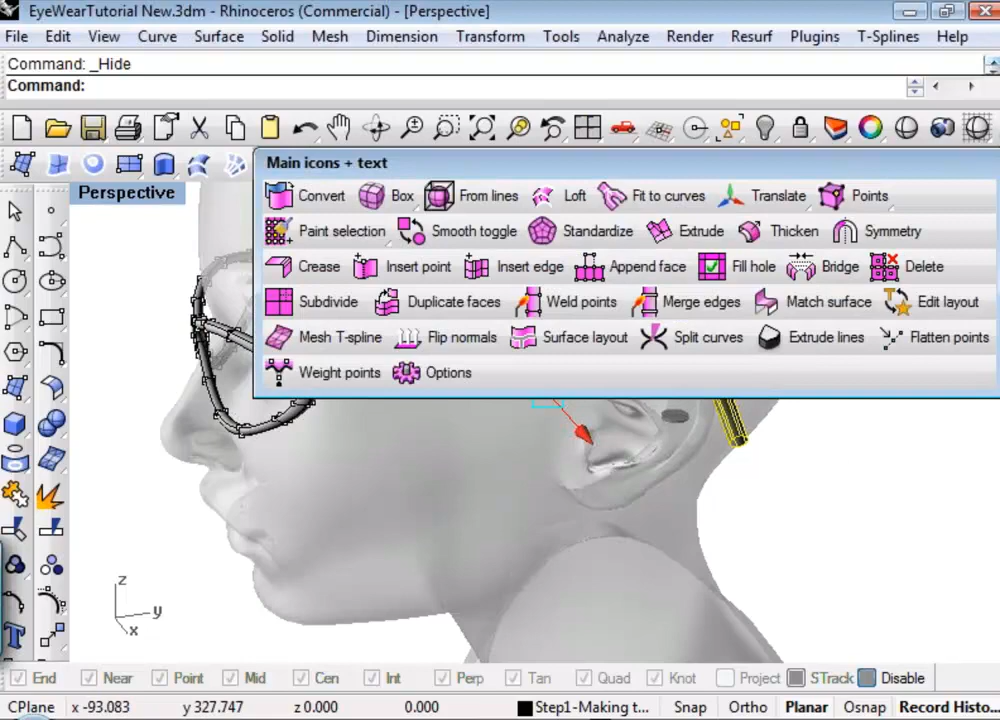 EyeWearTutorial New.3dm - Rhinoceros (Commercial) - [Perspective]
File Edit View Curve Surface Solid Mesh Dimension Transform Tools Analyze Render Resurf Plugins T-Splines Help
Command: _Hide
Command:
Main icons + text
Perspective
Convert Box From lines Loft Fit to curves Translate Points
Paint selection Smooth toggle Standardize Extrude Thicken Symmetry
Crease Insert point Insert edge Append face Fill hole Bridge Delete
Subdivide Duplicate faces Weld points Merge edges Match surface Edit layout
Mesh T-spline Flip normals Surface layout Split curves Extrude lines Flatten points
Weight points Options
z
y
x
End Near Point Mid Cen Int Perp Tan Quad Knot Project STrack Disable
CPlane x -93.083 y 327.747 z 0.000 0.000 Step1-Making t... Snap Ortho Planar Osnap Record Histo...